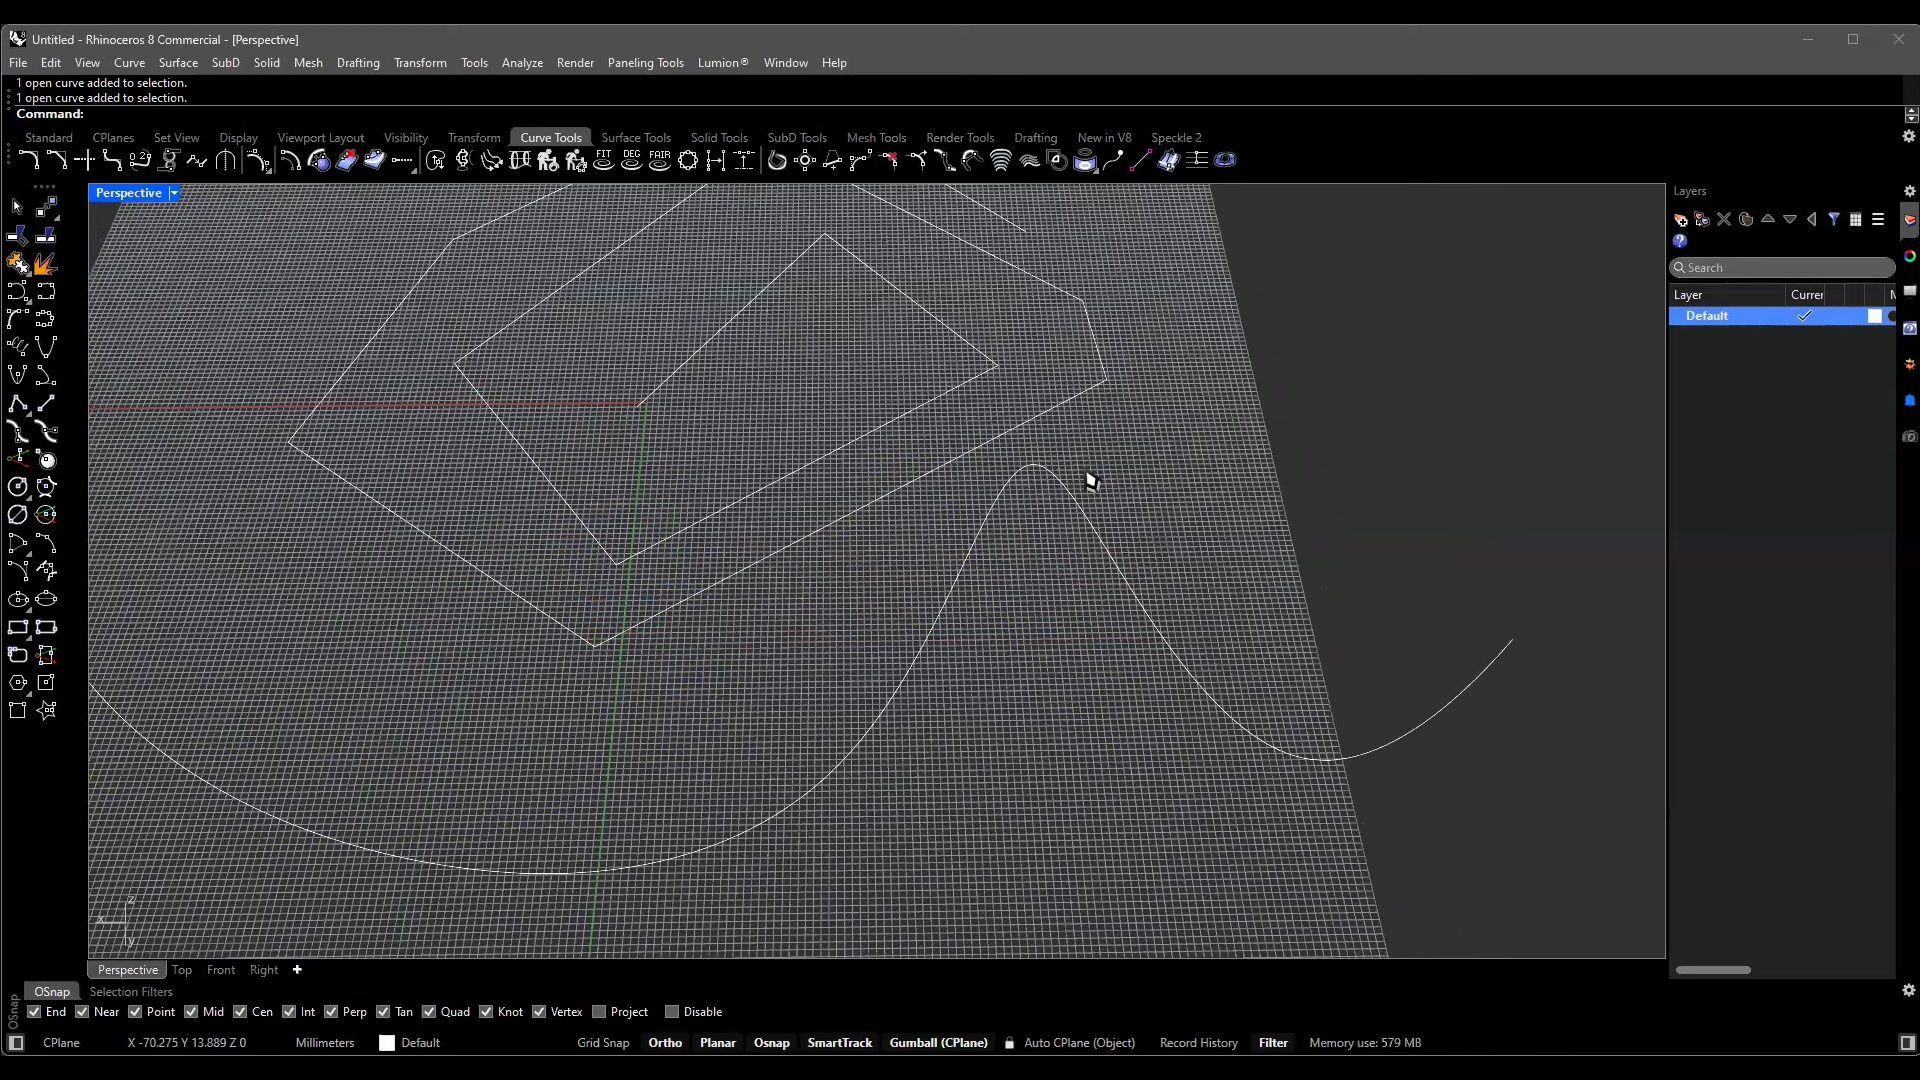 Untitled - Rhinoceros 8 Commercial - [Perspective]
File Edit View Curve Surface SubD Solid Mesh Drafting Transform Tools Analyze Render Paneling Tools Lumion® Window Help
1 open curve added to selection.
1 open curve added to selection.
Command:
Standard CPlanes Set View Display Viewport Layout Visibility Transform Curve Tools Surface Tools Solid Tools SubD Tools Mesh Tools Render Tools Drafting New in V8 Speckle 2
FIT DEG FAIR
Perspective
Layers
Search
Layer Currer
Default
z
x
y
Perspective Top Front Right
OSnap Selection Filters
OSnap
End Near Point Mid Cen Int Perp Tan Quad Knot Vertex Project Disable
CPlane X -70.275 Y 13.889 Z 0 Millimeters Default Grid Snap Ortho Planar Osnap SmartTrack Gumball (CPlane) Auto CPlane (Object) Record History Filter Memory use: 579 MB